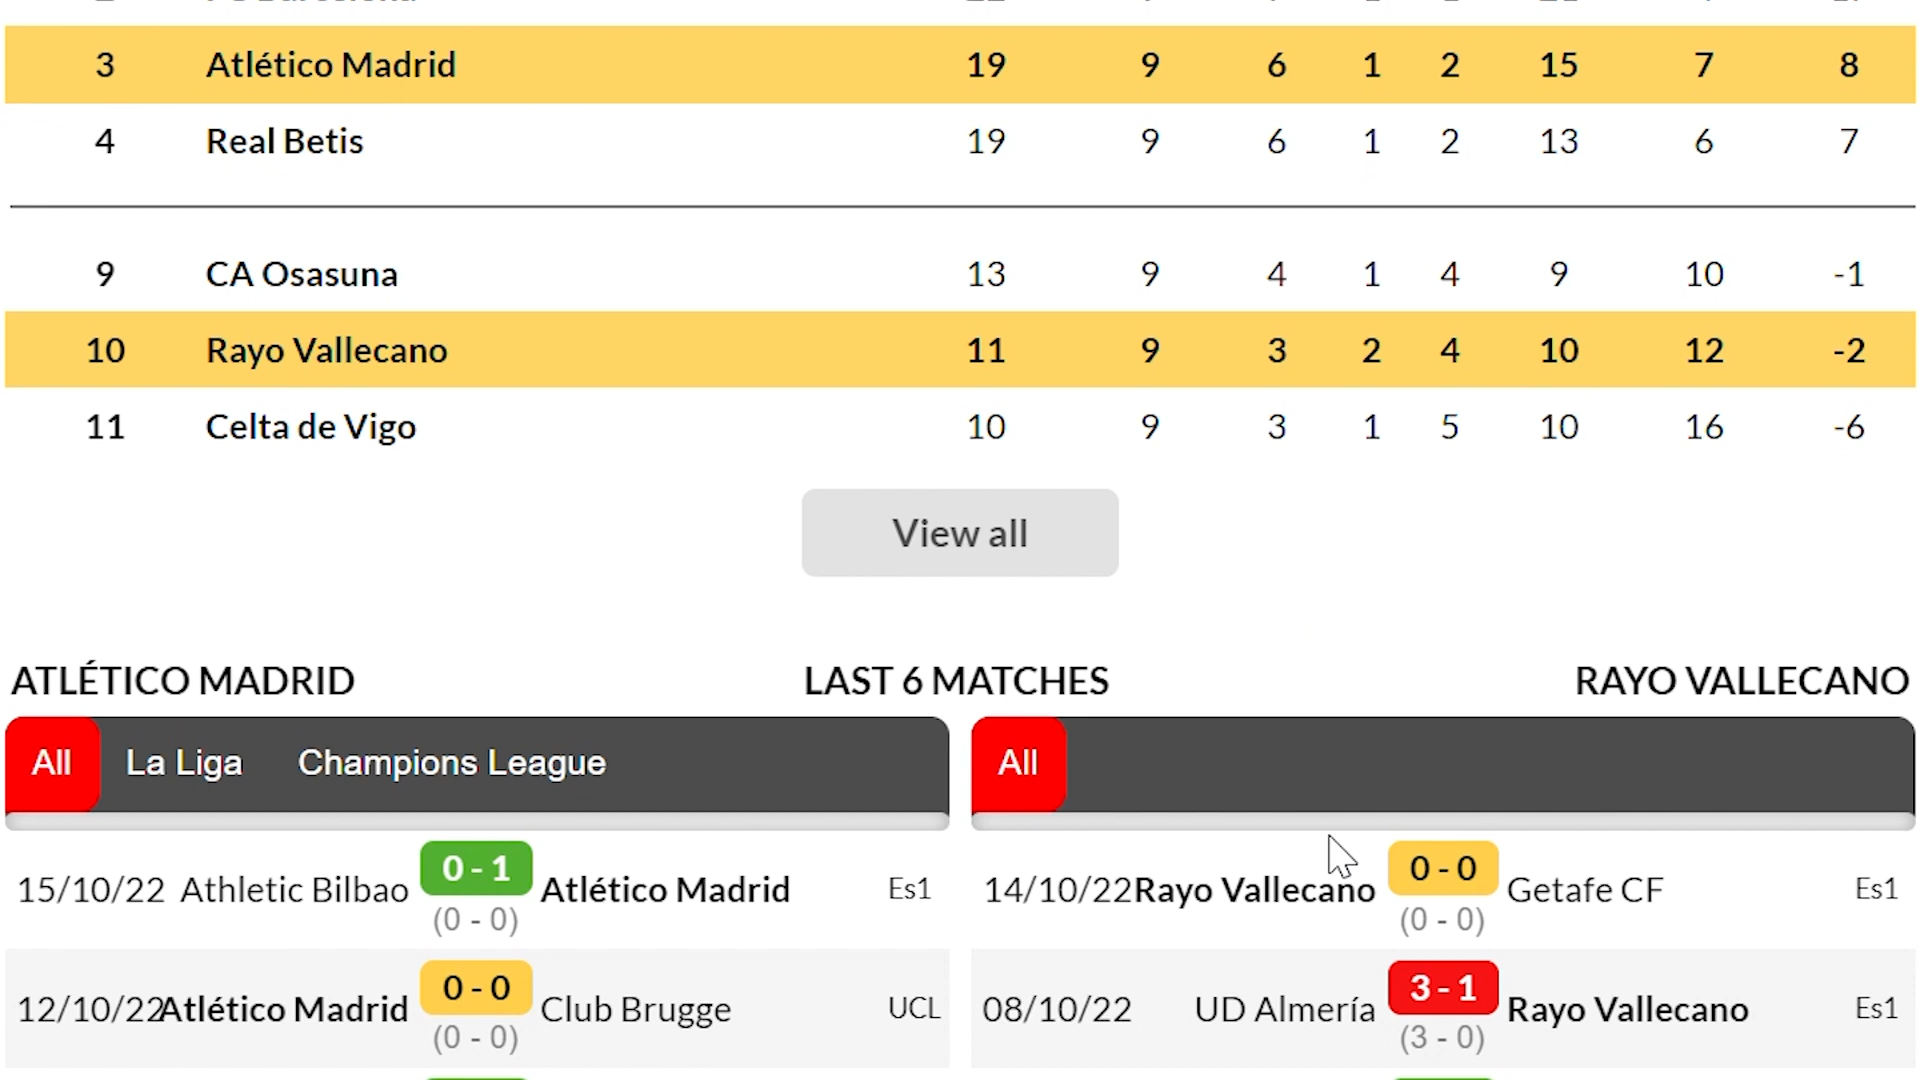 3 Atlético Madrid 19 9 6 1 2 15 7 8
4 Real Betis 19 9 6 1 2 13 6 7
9 CA Osasuna 13 9 4 1 4 9 10 -1
10 Rayo Vallecano 11 9 3 2 4 10 12 -2
11 Celta de Vigo 10 9 3 1 5 10 16 -6
View all
ATLÉTICO MADRID LAST 6 MATCHES RAYO VALLECANO
All La Liga Champions League
15/10/22 Athletic Bilbao 0 - 1 Atlético Madrid Es1
(0 - 0)
12/10/22 Atlético Madrid 0 - 0 Club Brugge UCL
(0 - 0)
All
14/10/22 Rayo Vallecano 0 - 0 Getafe CF Es1
(0 - 0)
08/10/22 UD Almería 3 - 1 Rayo Vallecano Es1
(3 - 0)